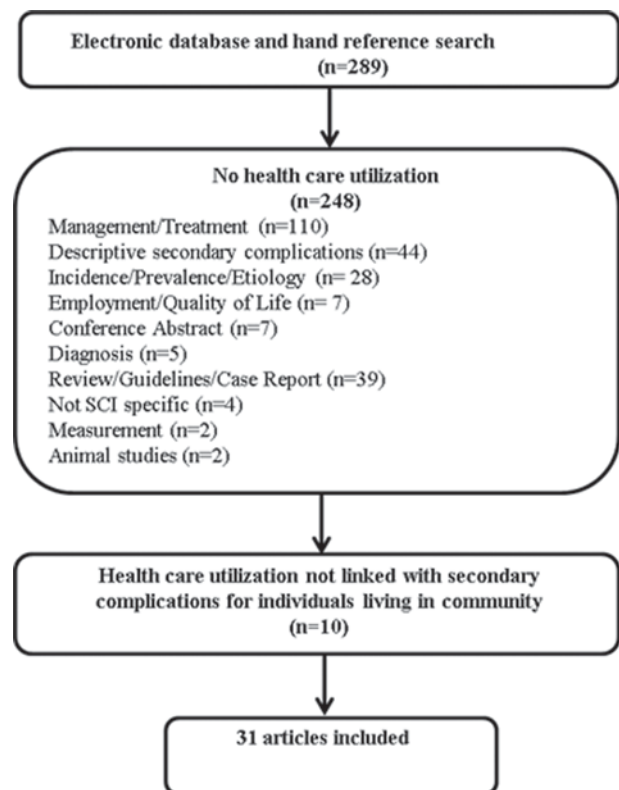 Electronic database and hand reference search
(n=289)
No health care utilization
(n=248)
Management/Treatment (n=110)
Descriptive secondary complications (n=44)
Incidence/Prevalence/Etiology (n= 28)
Employment/Quality of Life (n= 7)
Conference Abstract (n=7)
Diagnosis (n=5)
Review/Guidelines/Case Report (n=39)
Not SCI specific (n=4)
Measurement (n=2)
Animal studies (n=2)
Health care utilization not linked with secondary
complications for individuals living in community
(n=10)
31 articles included